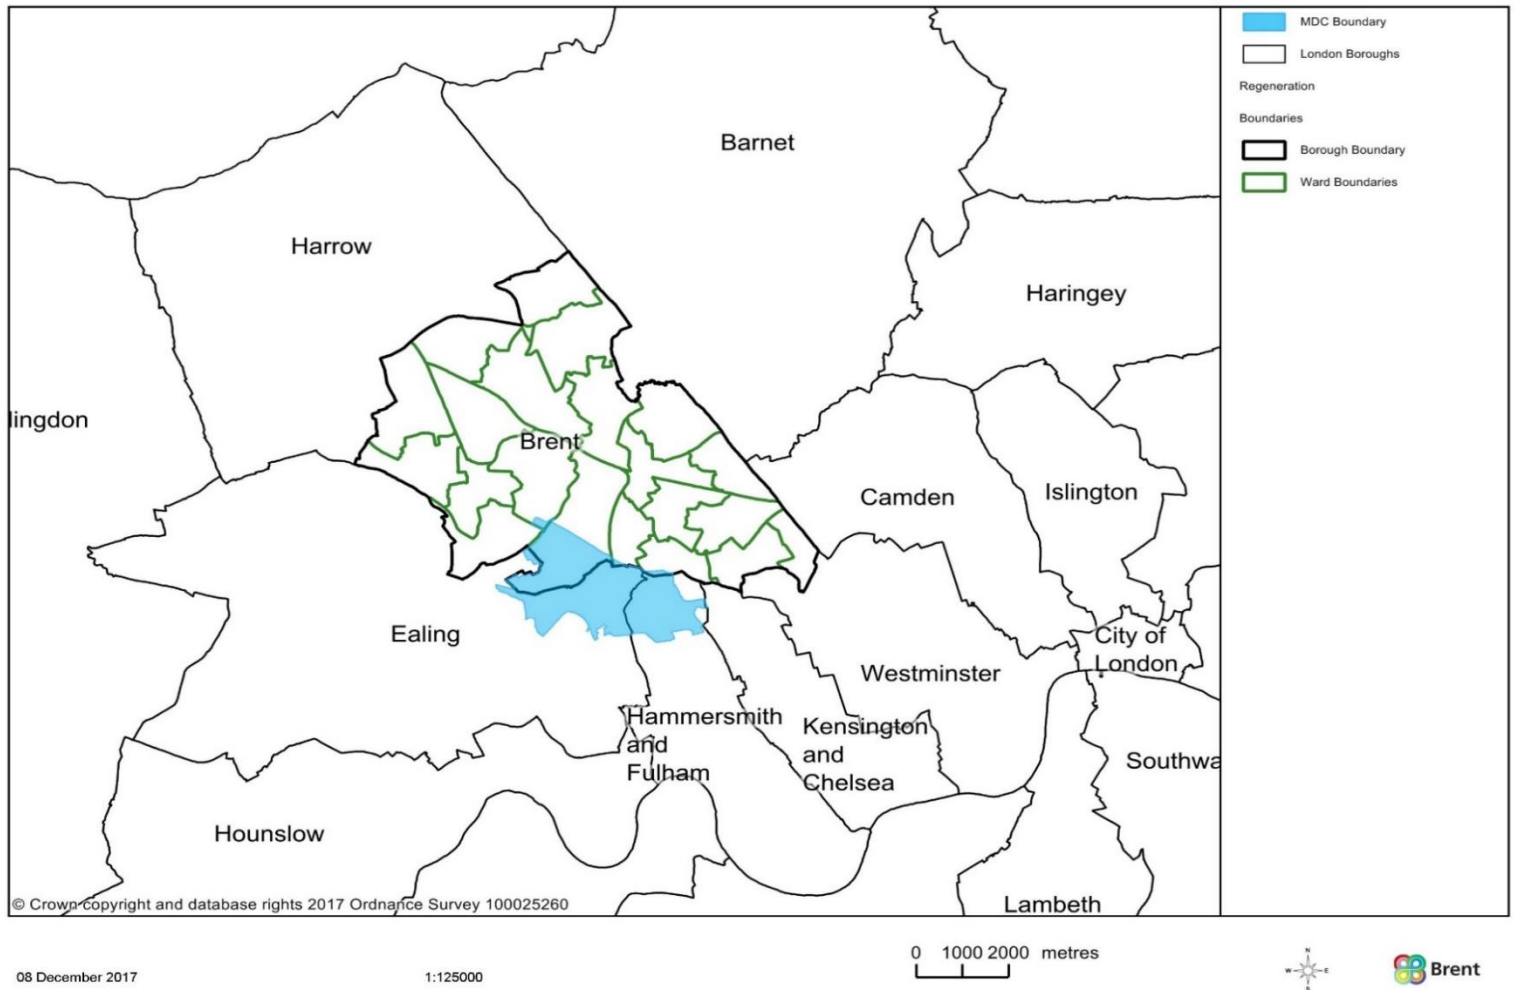 MDC Boundary
London Boroughs
Regeneration
Boundaries
Borough Boundary
Ward Boundaries
Barnet
Harrow
Haringey
lingdon
Brent
Camden
Islington
Ealing
City of
London
Westminster
Hammersmith
and
Fulham
Kensington
and
Chelsea
Southwa
Hounslow
Lambeth
© Crown copyright and database rights 2017 Ordnance Survey 100025260
08 December 2017
1:125000
0 1000 2000 metres
N
W E
S
Brent